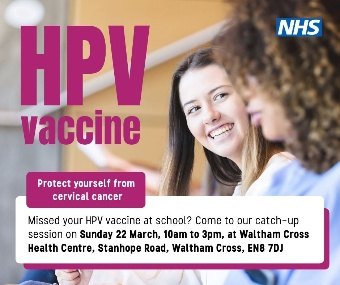 NHS
HPV
vaccine
Protect yourself from
cervical cancer
Missed your HPV vaccine at school? Come to our catch-up
session on Sunday 22 March, 10am to 3pm, at Waltham Cross
Health Centre, Stanhope Road, Waltham Cross, EN8 7DJ